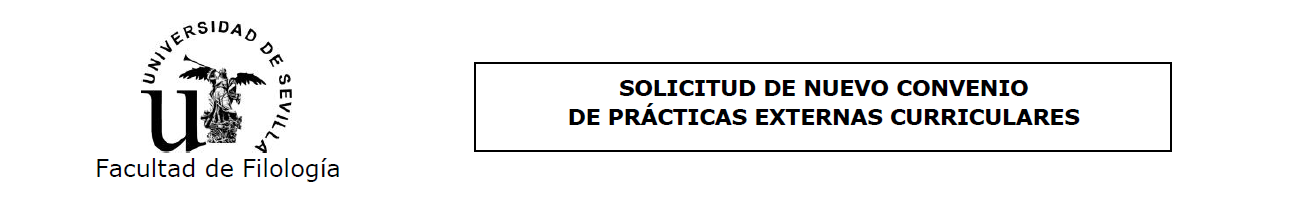 UNIVERSIDAD DE SEVILLA
u
Facultad de Filología
SOLICITUD DE NUEVO CONVENIO
DE PRÁCTICAS EXTERNAS CURRICULARES